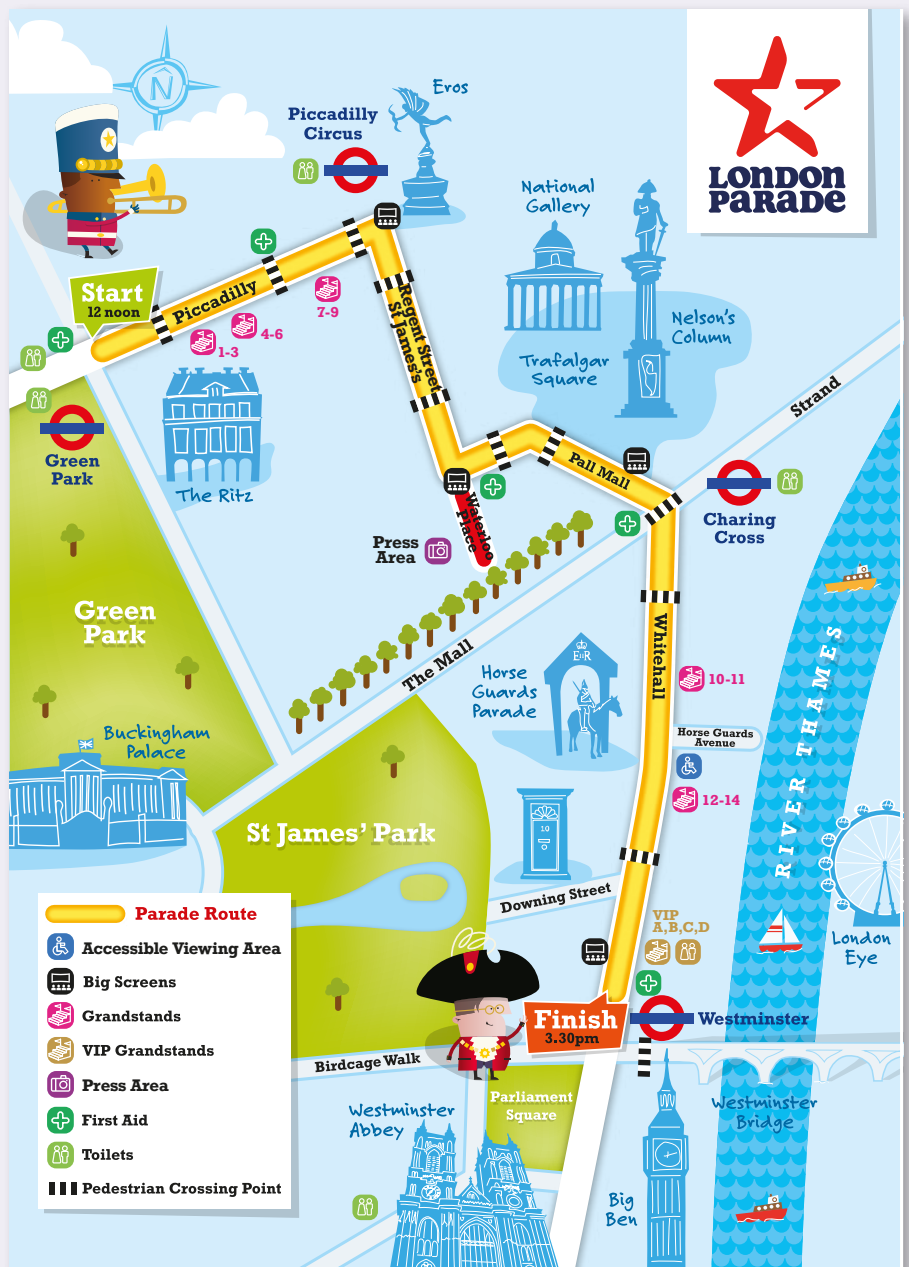 N
Eros
Piccadilly
Circus
LONDON
PARADE
National
Gallery
Start
12 noon
Piccadilly
7-9
4-6
1-3
Regent Street
St James's
Nelson's
Column
Trafalgar
Square
Strand
Green
Park
The Ritz
Pall Mall
Charing
Cross
Waterloo
Place
Press
Area
Green
Park
The Mall
EIIR
Horse
Guards
Parade
Whitehall
10-11
RIVER THAMES
Buckingham
Palace
Horse Guards
Avenue
12-14
10
St James' Park
Downing Street
VIP
A,B,C,D
London
Eye
Parade Route
Accessible Viewing Area
Big Screens
Grandstands
VIP Grandstands
Press Area
First Aid
Toilets
Pedestrian Crossing Point
Finish
3.30pm
Westminster
Birdcage Walk
Parliament
Square
Westminster
Abbey
Westminster
Bridge
Big
Ben